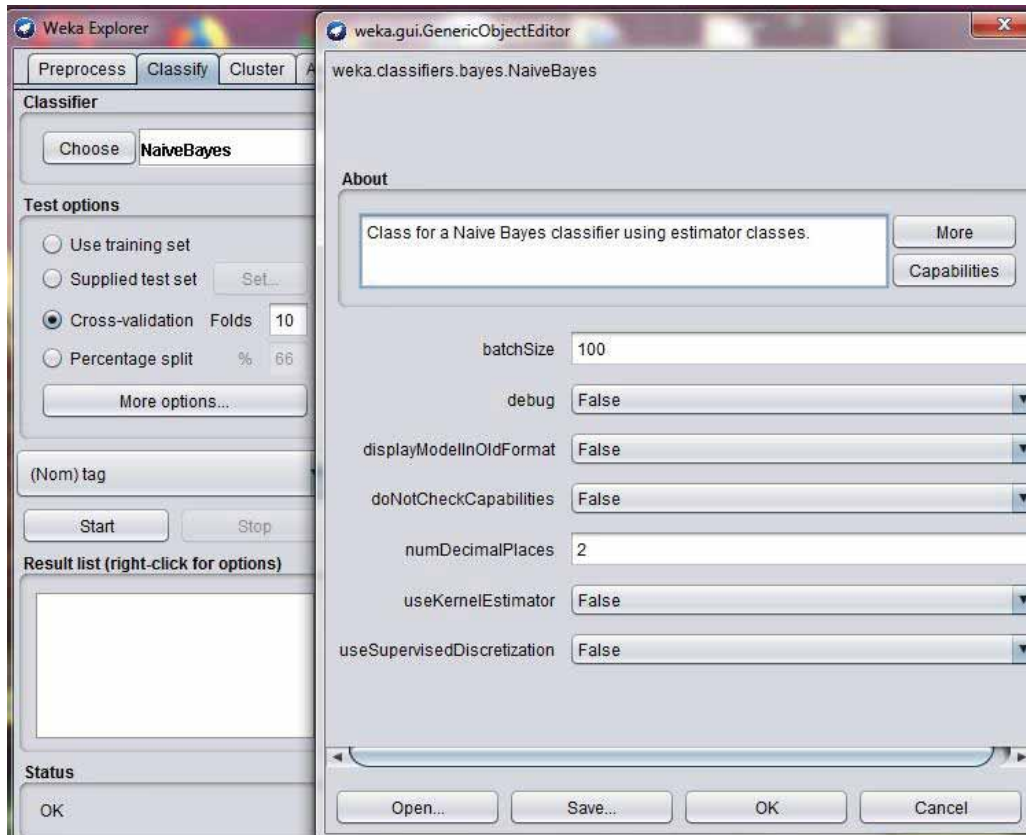 Weka Explorer
Preprocess Classify Cluster A
Classifier
Choose NaiveBayes
Test options
Use training set
Supplied test set Set...
Cross-validation Folds 10
Percentage split % 66
More options...
(Nom) tag
Start Stop
Result list (right-click for options)
Status
OK
weka.gui.GenericObjectEditor
weka.classifiers.bayes.NaiveBayes
About
Class for a Naive Bayes classifier using estimator classes.
More
Capabilities
batchSize 100
debug False
displayModelInOldFormat False
doNotCheckCapabilities False
numDecimalPlaces 2
useKernelEstimator False
useSupervisedDiscretization False
Open... Save... OK Cancel